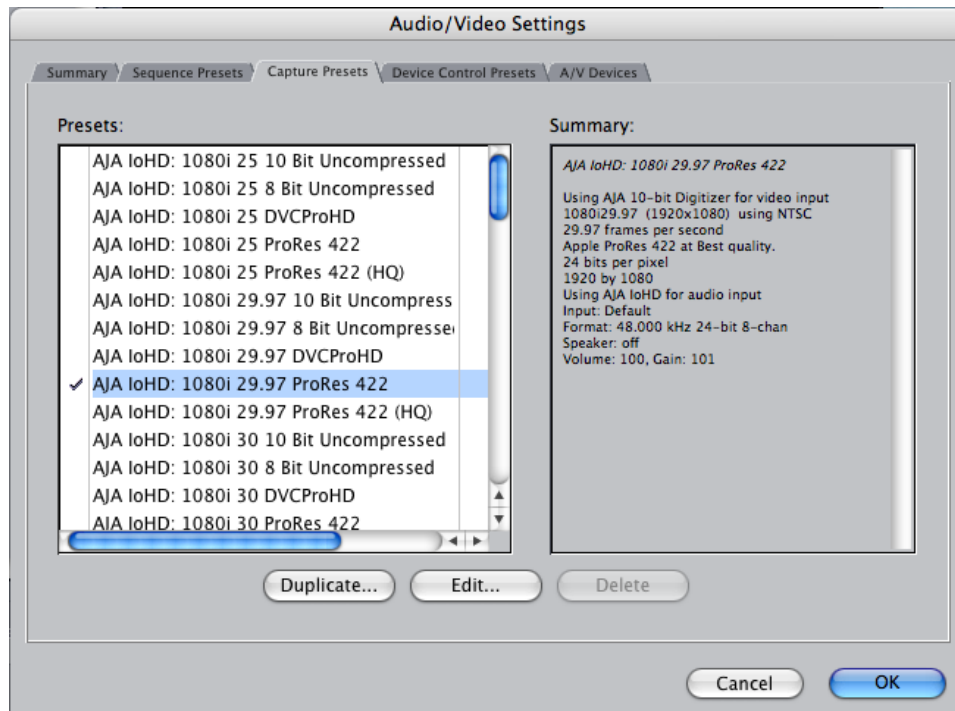 Audio/Video Settings
Summary
Sequence Presets
Capture Presets
Device Control Presets
A/V Devices
Presets:
AJA IoHD: 1080i 25 10 Bit Uncompressed
AJA IoHD: 1080i 25 8 Bit Uncompressed
AJA IoHD: 1080i 25 DVCProHD
AJA IoHD: 1080i 25 ProRes 422
AJA IoHD: 1080i 25 ProRes 422 (HQ)
AJA IoHD: 1080i 29.97 10 Bit Uncompress
AJA IoHD: 1080i 29.97 8 Bit Uncompresse
AJA IoHD: 1080i 29.97 DVCProHD
AJA IoHD: 1080i 29.97 ProRes 422
AJA IoHD: 1080i 29.97 ProRes 422 (HQ)
AJA IoHD: 1080i 30 10 Bit Uncompressed
AJA IoHD: 1080i 30 8 Bit Uncompressed
AJA IoHD: 1080i 30 DVCProHD
AJA IoHD: 1080i 30 ProRes 422
Summary:
AJA IoHD: 1080i 29.97 ProRes 422
Using AJA 10-bit Digitizer for video input
1080i29.97 (1920x1080) using NTSC
29.97 frames per second
Apple ProRes 422 at Best quality.
24 bits per pixel
1920 by 1080
Using AJA IoHD for audio input
Input: Default
Format: 48.000 kHz 24-bit 8-chan
Speaker: off
Volume: 100, Gain: 101
Duplicate...
Edit...
Delete
Cancel
OK